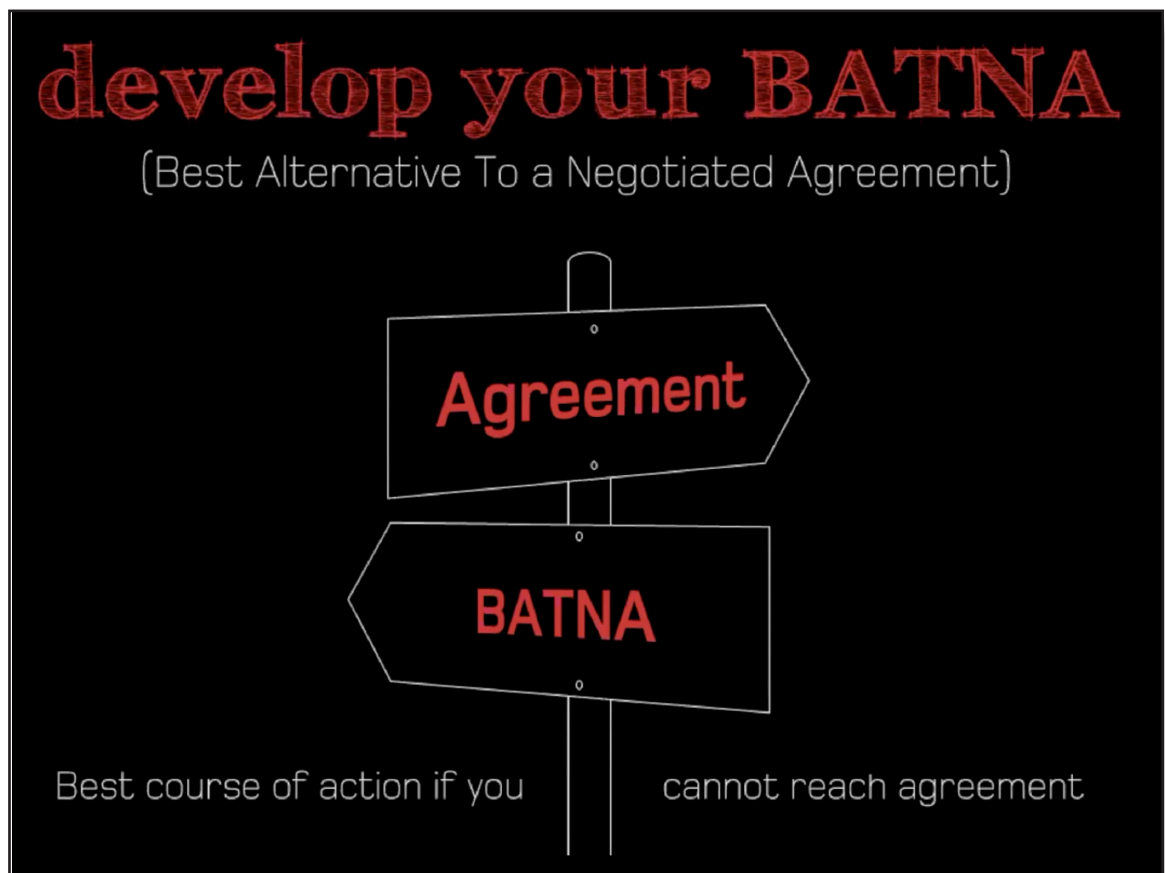 develop your BATNA
(Best Alternative To a Negotiated Agreement)
Agreement
BATNA
Best course of action if you cannot reach agreement